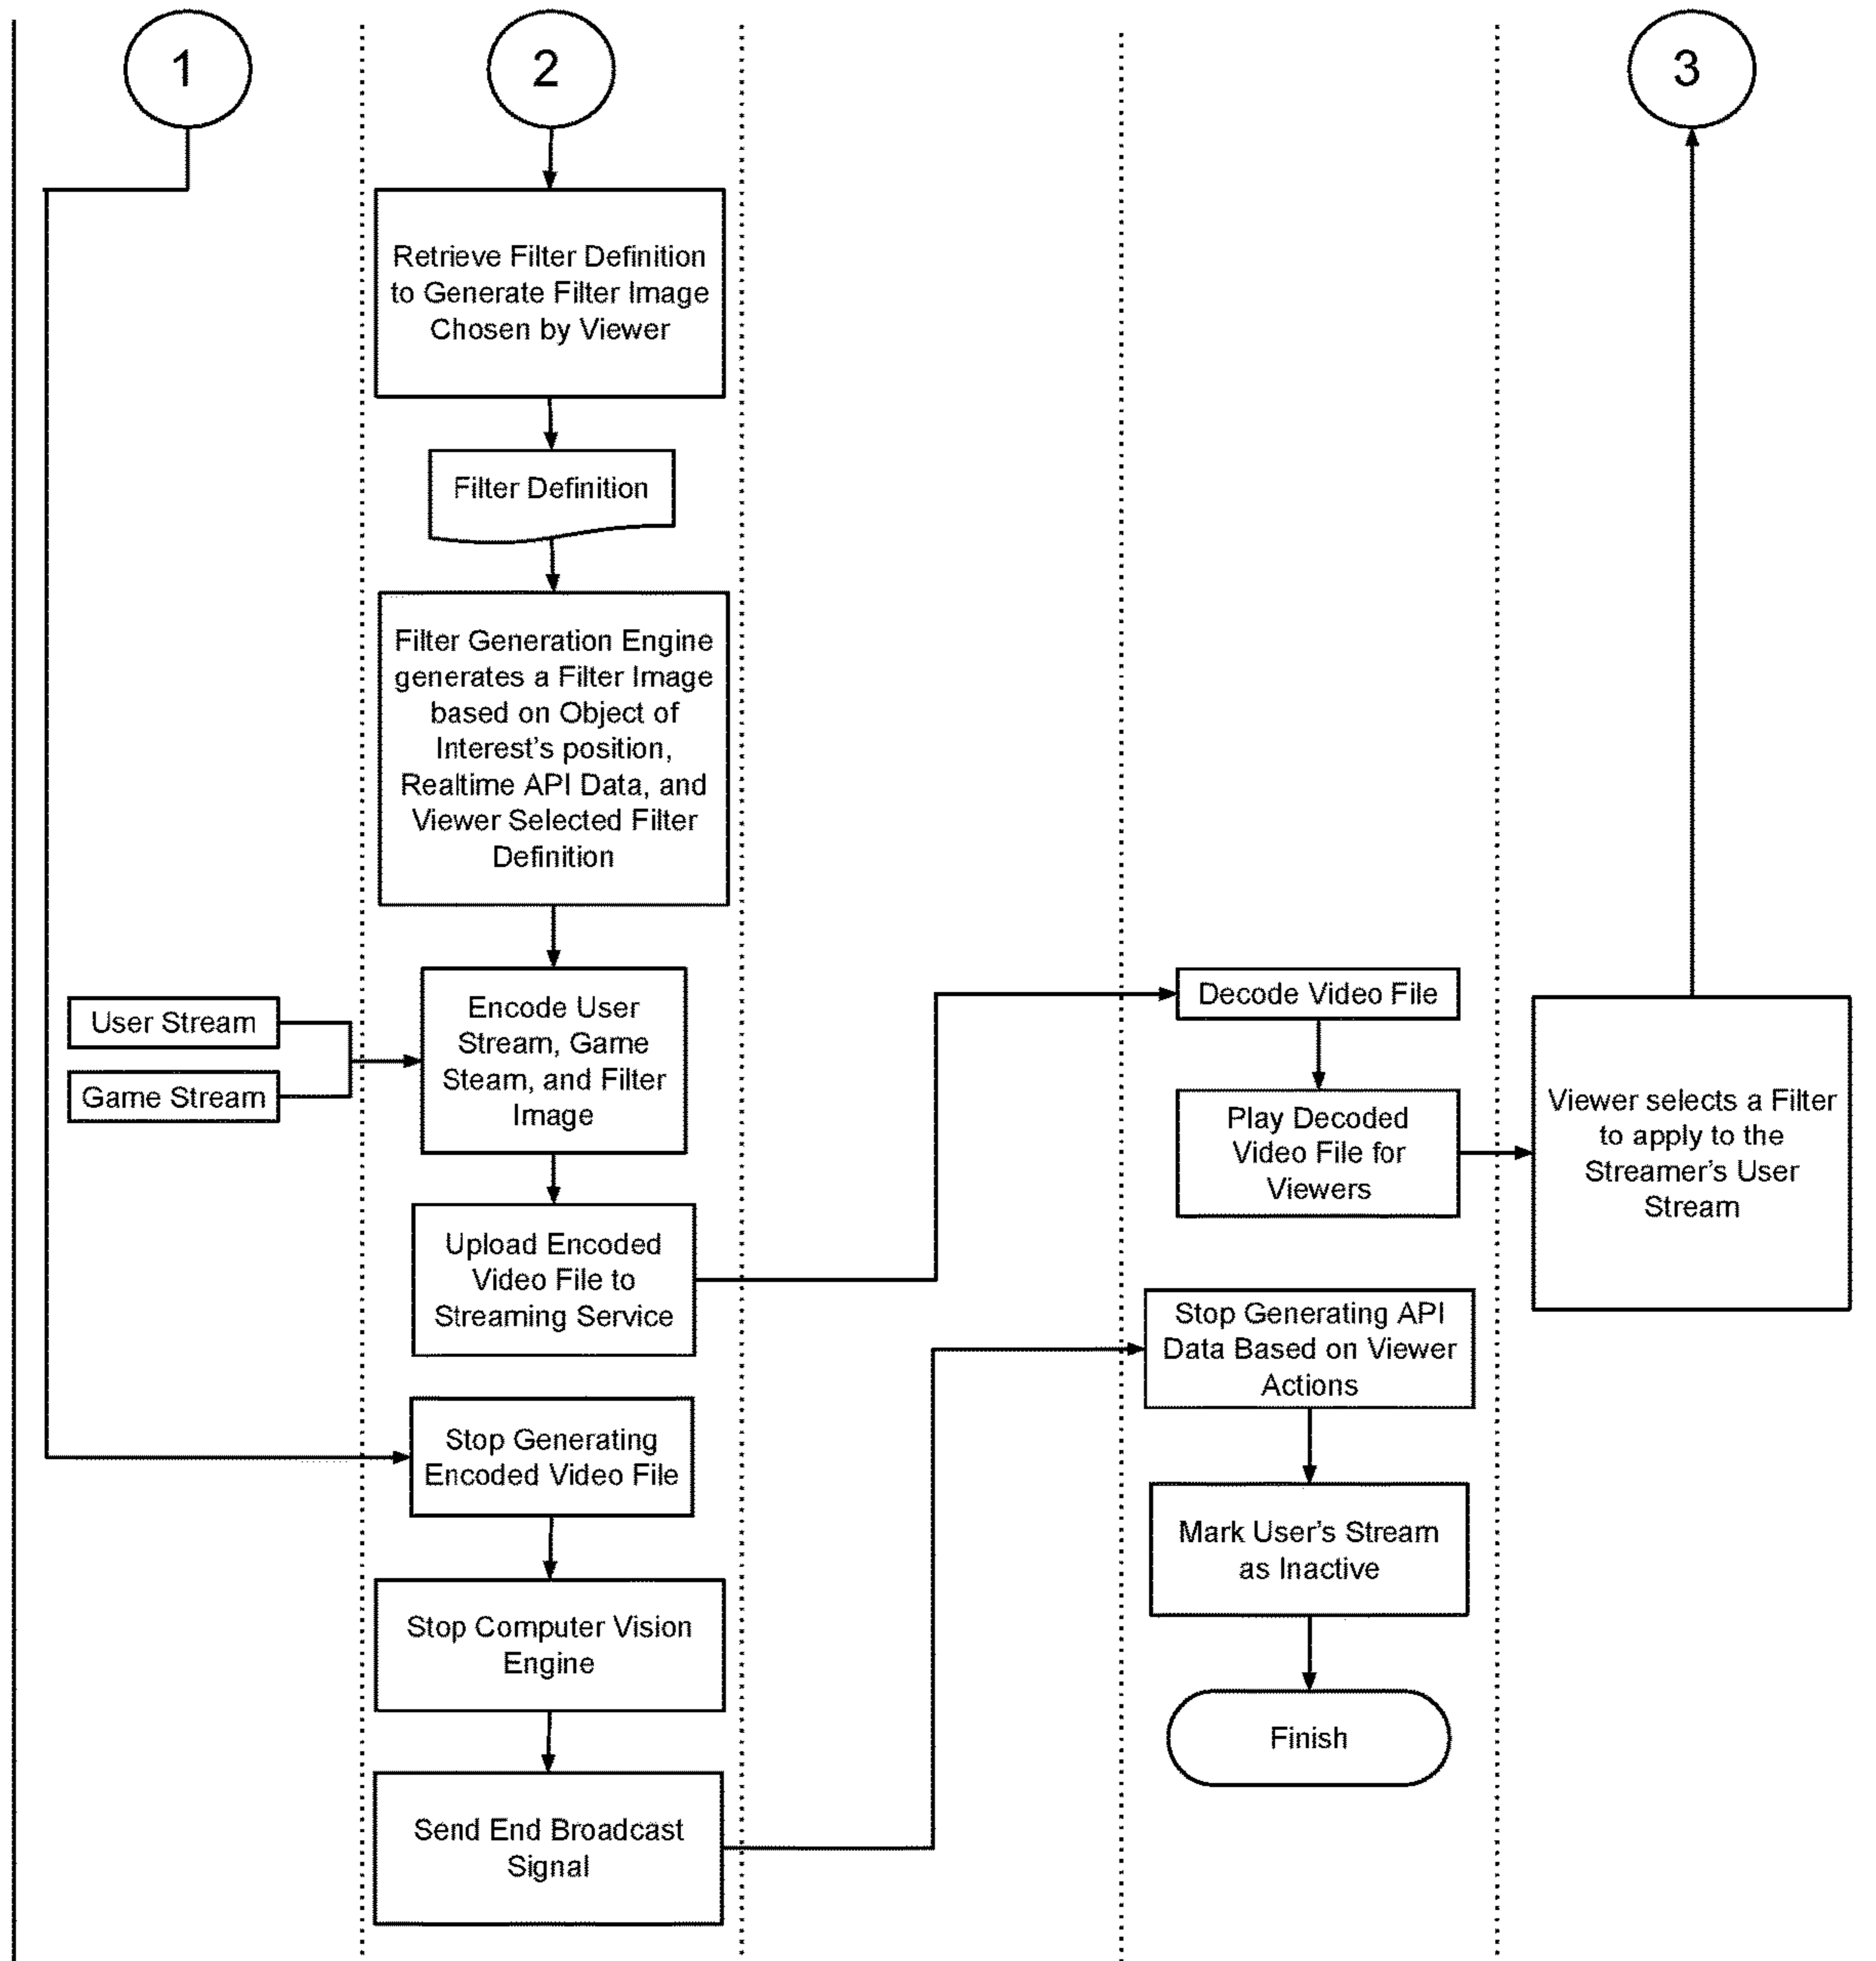 1
2
3
Retrieve Filter Definition
to Generate Filter Image
Chosen by Viewer
Filter Definition
Filter Generation Engine
generates a Filter Image
based on Object of
Interest's position,
Realtime API Data, and
Viewer Selected Filter
Definition
User Stream
Game Stream
Encode User
Stream, Game
Steam, and Filter
Image
Upload Encoded
Video File to
Streaming Service
Decode Video File
Play Decoded
Video File for
Viewers
Viewer selects a Filter
to apply to the
Streamer's User
Stream
Stop Generating
Encoded Video File
Stop Computer Vision
Engine
Send End Broadcast
Signal
Stop Generating API
Data Based on Viewer
Actions
Mark User's Stream
as Inactive
Finish